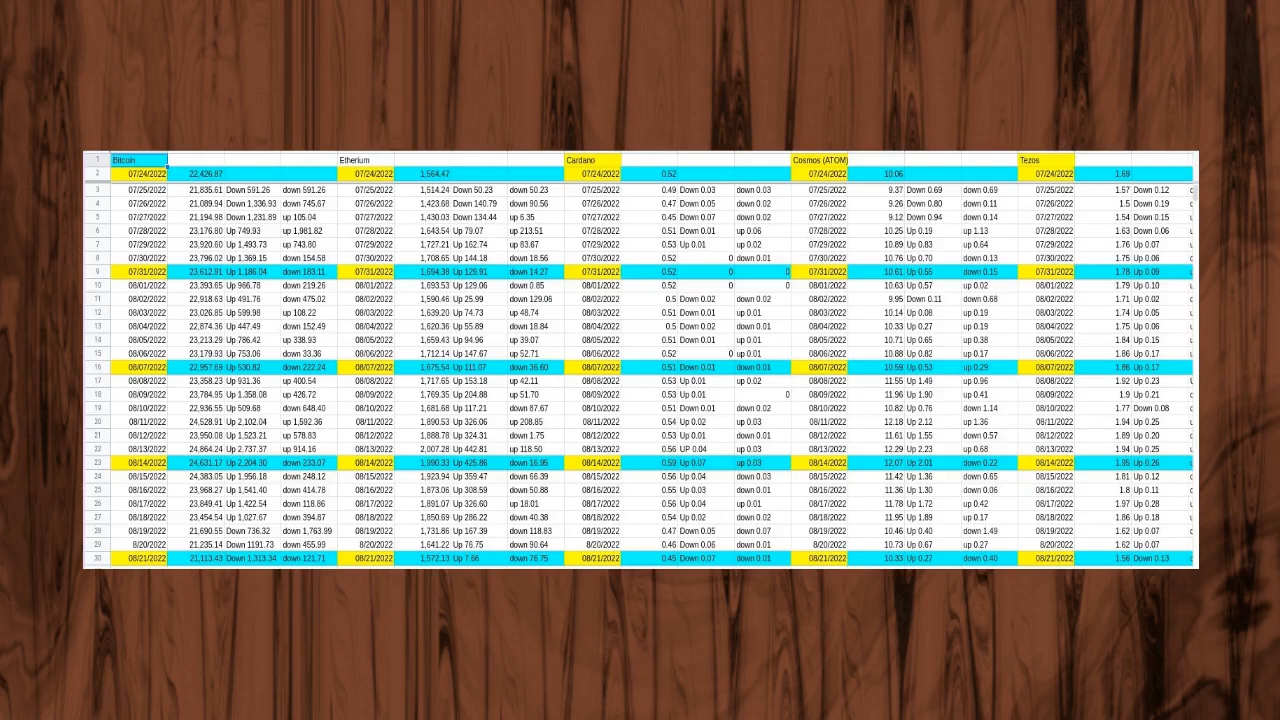 1 Bitcoin Etherium Cardano Cosmos (ATOM) Tezos
2 07/24/2022 22,426.87 07/24/2022 1,564.47 07/24/2022 0.52 07/24/2022 10.06 07/24/2022 1.69
3 07/25/2022 21,835.61 Down 591.26 down 591.26 07/25/2022 1,514.24 Down 50.23 down 50.23 07/25/2022 0.49 Down 0.03 down 0.03 07/25/2022 9.37 Down 0.69 down 0.69 07/25/2022 1.57 Down 0.12
4 07/26/2022 21,089.94 Down 1,336.93 down 745.67 07/26/2022 1,423.68 Down 140.79 down 90.56 07/26/2022 0.47 Down 0.05 down 0.02 07/26/2022 9.26 Down 0.80 down 0.11 07/26/2022 1.5 Down 0.19
5 07/27/2022 21,194.98 Down 1,231.89 up 105.04 07/27/2022 1,430.03 Down 134.44 up 6.35 07/27/2022 0.45 Down 0.07 down 0.02 07/27/2022 9.12 Down 0.94 down 0.14 07/27/2022 1.54 Down 0.15
6 07/28/2022 23,176.80 Up 749.93 up 1,981.82 07/28/2022 1,643.54 Up 79.07 up 213.51 07/28/2022 0.51 Down 0.01 up 0.06 07/28/2022 10.25 Up 0.19 up 1.13 07/28/2022 1.63 Down 0.06
7 07/29/2022 23,920.60 Up 1,493.73 up 743.80 07/29/2022 1,727.21 Up 162.74 up 83.67 07/29/2022 0.53 Up 0.01 up 0.02 07/29/2022 10.89 Up 0.83 up 0.64 07/29/2022 1.76 Up 0.07
8 07/30/2022 23,796.02 Up 1,369.15 down 154.58 07/30/2022 1,708.65 Up 144.18 down 18.56 07/30/2022 0.52 0 down 0.01 07/30/2022 10.76 Up 0.70 down 0.13 07/30/2022 1.75 Up 0.06
9 07/31/2022 23,612.91 Up 1,186.04 down 183.11 07/31/2022 1,694.38 Up 129.91 down 14.27 07/31/2022 0.52 0 0 07/31/2022 10.61 Up 0.55 down 0.15 07/31/2022 1.78 Up 0.09
10 08/01/2022 23,393.65 Up 966.78 down 219.26 08/01/2022 1,693.53 Up 129.06 down 0.85 08/01/2022 0.52 0 0 08/01/2022 10.63 Up 0.57 up 0.02 08/01/2022 1.79 Up 0.10
11 08/02/2022 22,918.63 Up 491.76 down 475.02 08/02/2022 1,590.46 Up 25.99 down 129.06 08/02/2022 0.5 Down 0.02 down 0.02 08/02/2022 9.95 Down 0.11 down 0.68 08/02/2022 1.71 Up 0.02
12 08/03/2022 23,026.85 Up 599.98 up 108.22 08/03/2022 1,639.20 Up 74.73 up 48.74 08/03/2022 0.51 Down 0.01 up 0.01 08/03/2022 10.14 Up 0.08 up 0.19 08/03/2022 1.74 Up 0.05
13 08/04/2022 22,874.36 Up 447.49 down 152.49 08/04/2022 1,620.36 Up 55.89 down 18.84 08/04/2022 0.5 Down 0.02 down 0.01 08/04/2022 10.33 Up 0.27 up 0.19 08/04/2022 1.75 Up 0.06
14 08/05/2022 23,213.29 Up 786.42 up 338.93 08/05/2022 1,659.43 Up 94.96 up 39.07 08/05/2022 0.51 Down 0.01 up 0.01 08/05/2022 10.71 Up 0.65 up 0.38 08/05/2022 1.84 Up 0.15
15 08/06/2022 23,179.93 Up 753.06 down 33.36 08/06/2022 1,712.14 Up 147.67 up 52.71 08/06/2022 0.52 0 up 0.01 08/06/2022 10.88 Up 0.82 up 0.17 08/06/2022 1.86 Up 0.17
16 08/07/2022 22,957.69 Up 530.82 down 222.24 08/07/2022 1,675.54 Up 111.07 down 36.60 08/07/2022 0.51 Down 0.01 down 0.01 08/07/2022 10.59 Up 0.53 down 0.29 08/07/2022 1.86 Up 0.17
17 08/08/2022 23,358.23 Up 931.36 up 400.54 08/08/2022 1,717.65 Up 153.18 up 42.11 08/08/2022 0.53 Up 0.01 up 0.02 08/08/2022 11.55 Up 1.49 up 0.96 08/08/2022 1.92 Up 0.23
18 08/09/2022 23,784.95 Up 1,358.08 up 426.72 08/09/2022 1,769.35 Up 204.88 up 51.70 08/09/2022 0.53 Up 0.01 0 08/09/2022 11.96 Up 1.90 up 0.41 08/09/2022 1.9 Up 0.21
19 08/10/2022 22,936.55 Up 509.68 down 648.40 08/10/2022 1,681.68 Up 117.21 down 87.67 08/10/2022 0.51 Down 0.01 down 0.02 08/10/2022 10.82 Up 0.76 down 1.14 08/10/2022 1.77 Down 0.08
20 08/11/2022 24,528.91 Up 2,102.04 up 1,592.36 08/11/2022 1,890.53 Up 326.06 up 208.85 08/11/2022 0.54 Up 0.02 up 0.03 08/11/2022 12.18 Up 2.12 up 1.36 08/11/2022 1.94 Up 0.25
21 08/12/2022 23,950.08 Up 1,523.21 up 578.83 08/12/2022 1,888.78 Up 324.31 down 1.75 08/12/2022 0.53 Up 0.01 down 0.01 08/12/2022 11.61 Up 1.55 down 0.57 08/12/2022 1.89 Up 0.20
22 08/13/2022 24,864.24 Up 2,737.37 up 914.16 08/13/2022 2,007.28 Up 442.81 up 118.50 08/13/2022 0.56 UP 0.04 up 0.03 08/13/2022 12.29 Up 2.23 up 0.68 08/13/2022 1.94 Up 0.25
23 08/14/2022 24,631.17 Up 2,204.30 down 233.07 08/14/2022 1,990.33 Up 425.86 down 16.95 08/14/2022 0.59 Up 0.07 up 0.03 08/14/2022 12.07 Up 2.01 down 0.22 08/14/2022 1.95 Up 0.26
24 08/15/2022 24,383.05 Up 1,956.18 down 248.12 08/15/2022 1,923.94 Up 359.47 down 66.39 08/15/2022 0.56 Up 0.04 down 0.03 08/15/2022 11.42 Up 1.36 down 0.65 08/15/2022 1.81 Up 0.12
25 08/16/2022 23,968.27 Up 1,541.40 down 414.78 08/16/2022 1,873.06 Up 308.59 down 50.88 08/16/2022 0.55 Up 0.03 down 0.01 08/16/2022 11.36 Up 1.30 down 0.06 08/16/2022 1.8 Up 0.11
26 08/17/2022 23,849.41 Up 1,422.54 down 118.86 08/17/2022 1,891.07 Up 326.60 up 18.01 08/17/2022 0.56 Up 0.04 up 0.01 08/17/2022 11.78 Up 1.72 up 0.42 08/17/2022 1.97 Up 0.28
27 08/18/2022 23,454.54 Up 1,027.67 down 394.87 08/18/2022 1,850.69 Up 286.22 down 40.38 08/18/2022 0.54 Up 0.02 down 0.02 08/18/2022 11.95 Up 1.89 up 0.17 08/18/2022 1.86 Up 0.18
28 08/19/2022 21,690.55 Down 736.32 down 1,763.99 08/19/2022 1,731.86 Up 167.39 down 118.83 08/19/2022 0.47 Down 0.05 down 0.07 08/19/2022 10.46 Up 0.40 down 1.49 08/19/2022 1.62 Up 0.07
29 8/20/2022 21,235.14 Down 1191.73 down 455.99 8/20/2022 1,641.22 Up 76.75 down 90.64 8/20/2022 0.46 Down 0.06 down 0.01 8/20/2022 10.73 Up 0.67 up 0.27 8/20/2022 1.62 Up 0.07
30 08/21/2022 21,113.43 Down 1,313.34 down 121,71 08/21/2022 1,572.13 Up 7.66 down 76.75 08/21/2022 0.45 Down 0.07 down 0.01 08/21/2022 10.33 Up 0.27 down 0.40 08/21/2022 1.56 Down 0.13